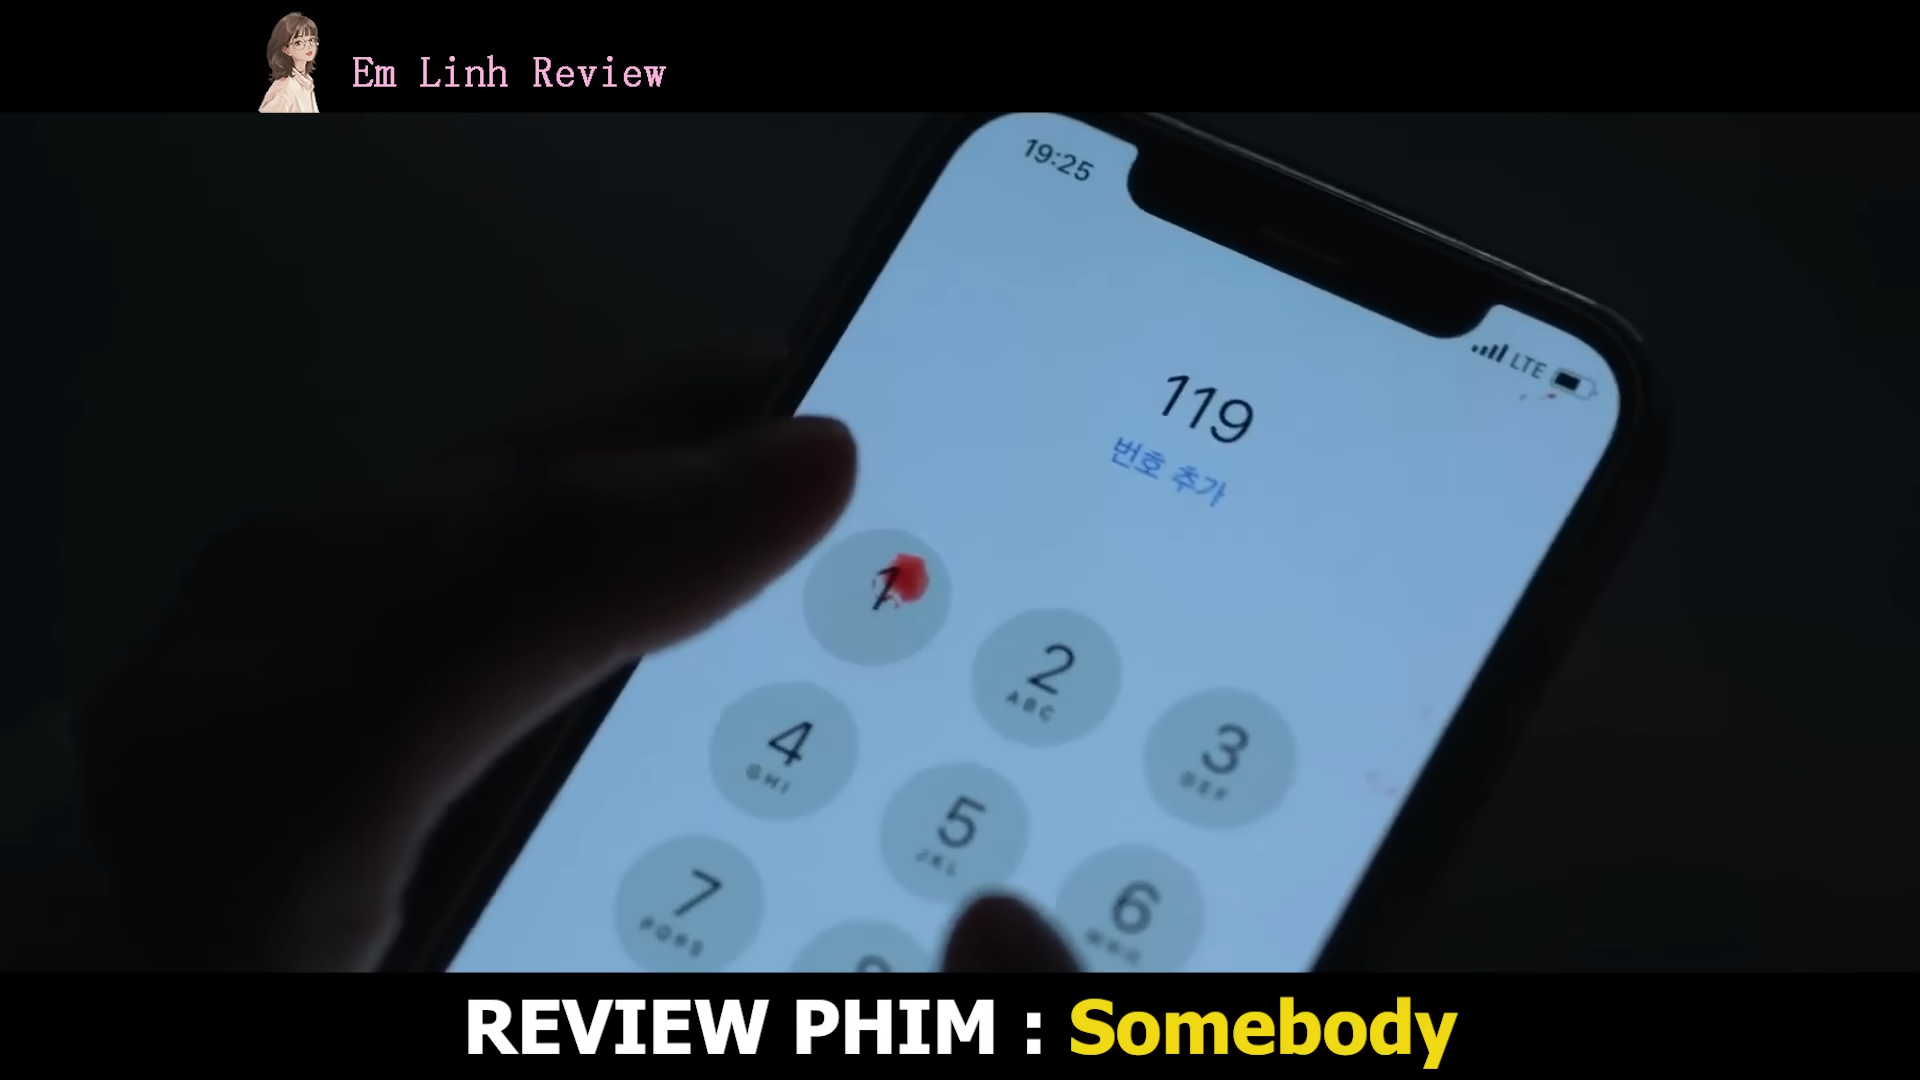 Em Linh Review
19:25
LTE
119
번호 추가
1
2
ABC
3
DEF
4
GHI
5
JKL
6
7
PQRS
REVIEW PHIM : Somebody